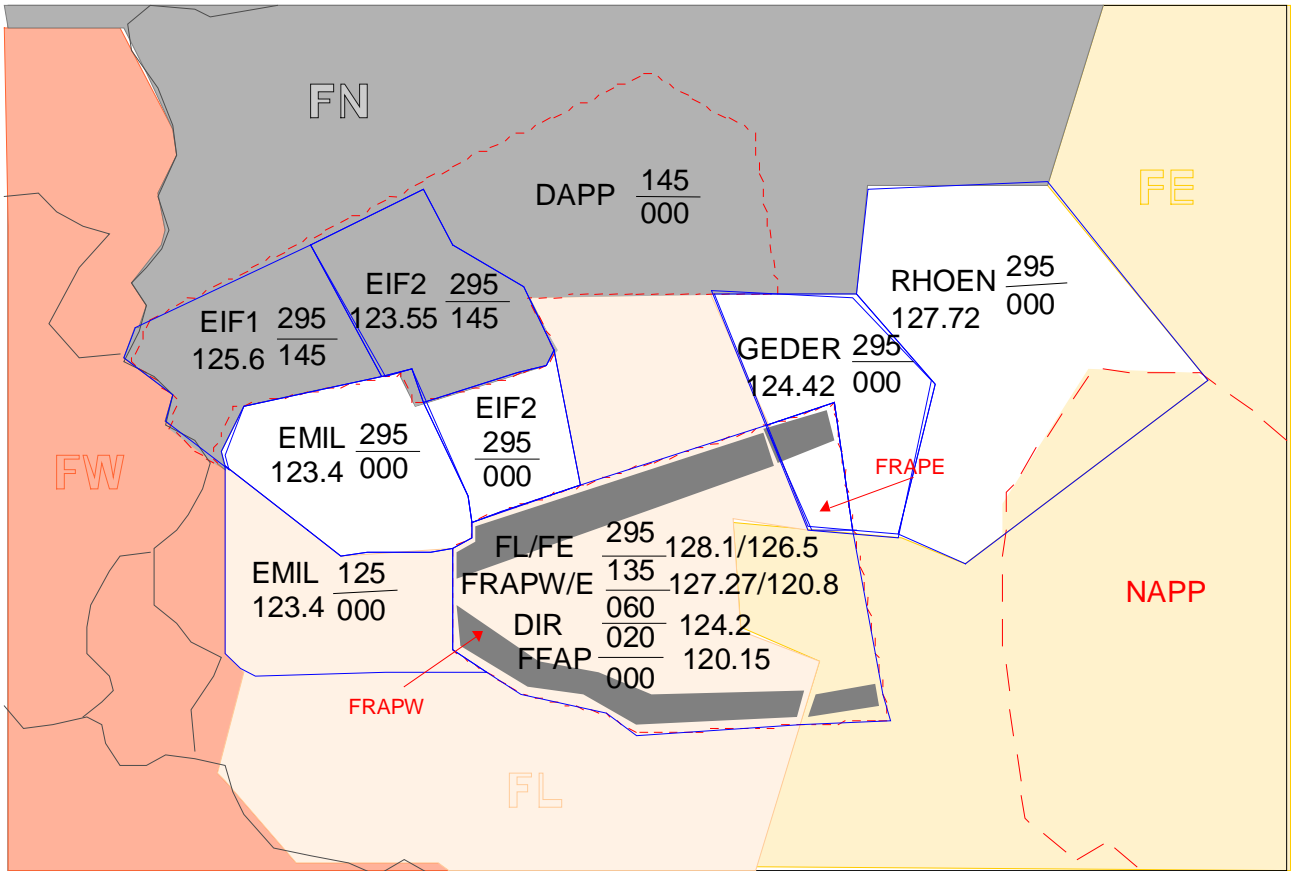 FN
DAPP 145
000
FE
RHOEN 295
127.72 000
EIF2 295
123.55 145
EIF1 295
125.6 145
GEDER 295
124.42 000
EIF2
295
000
EMIL 295
123.4 000
FW
FRAPE
FL/FE 295 128.1/126.5
FRAPW/E 135 127.27/120.8
060
DIR 124.2
020
FFAP 120.15
000
EMIL 125
123.4 000
NAPP
FRAPW
FL